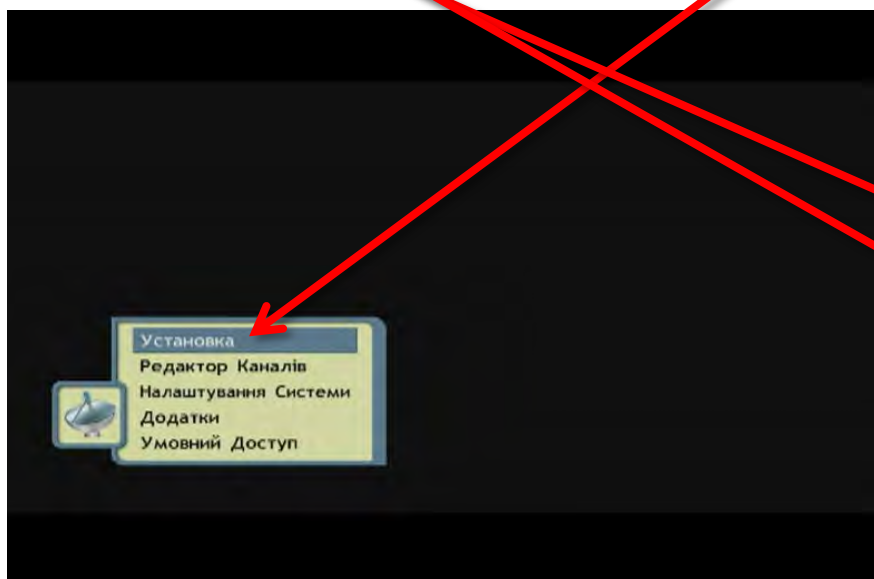 Установка
Редактор Каналів
Налаштування Системи
Додатки
Умовний Доступ